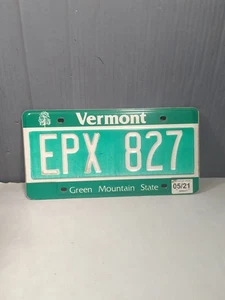 Vermont
EPX 827
Green Mountain State
05/21